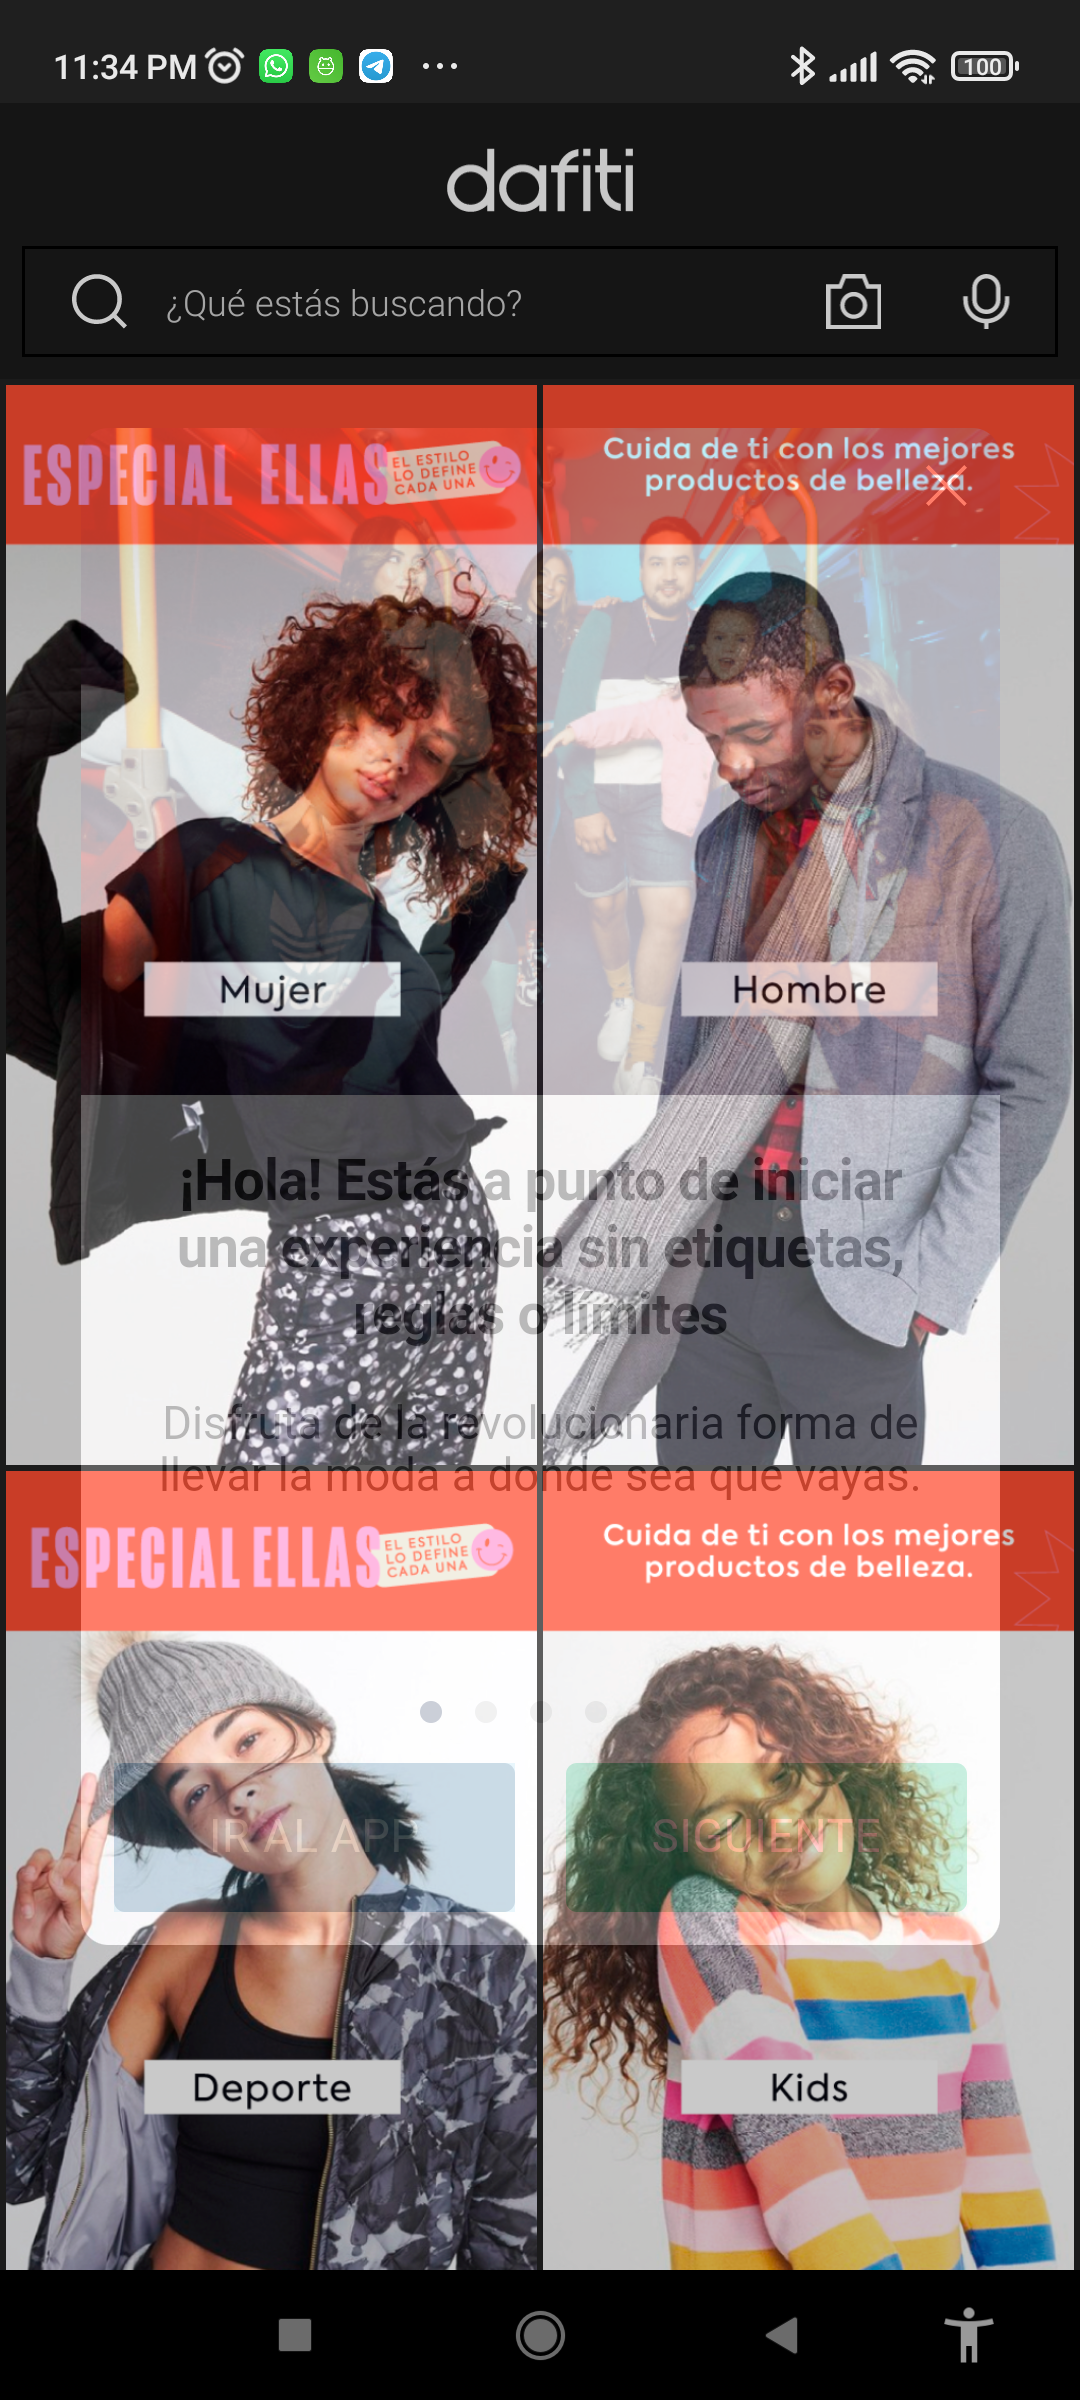 11:34 PM
100
dafiti
¿Qué estás buscando?
ESPECIAL ELLAS
EL ESTILO
LO DEFINE
CADA UNA
Cuida de ti con los mejores
productos de belleza.
Mujer
Hombre
¡Hola! Estás a punto de iniciar
una experiencia sin etiquetas,
reglas o límites
Disfruta de la revolucionaria forma de
llevar la moda a donde sea que vayas.
ESPECIAL ELLAS
EL ESTILO
LO DEFINE
CADA UNA
Cuida de ti con los mejores
productos de belleza.
IR AL APP
SIGUIENTE
Deporte
Kids